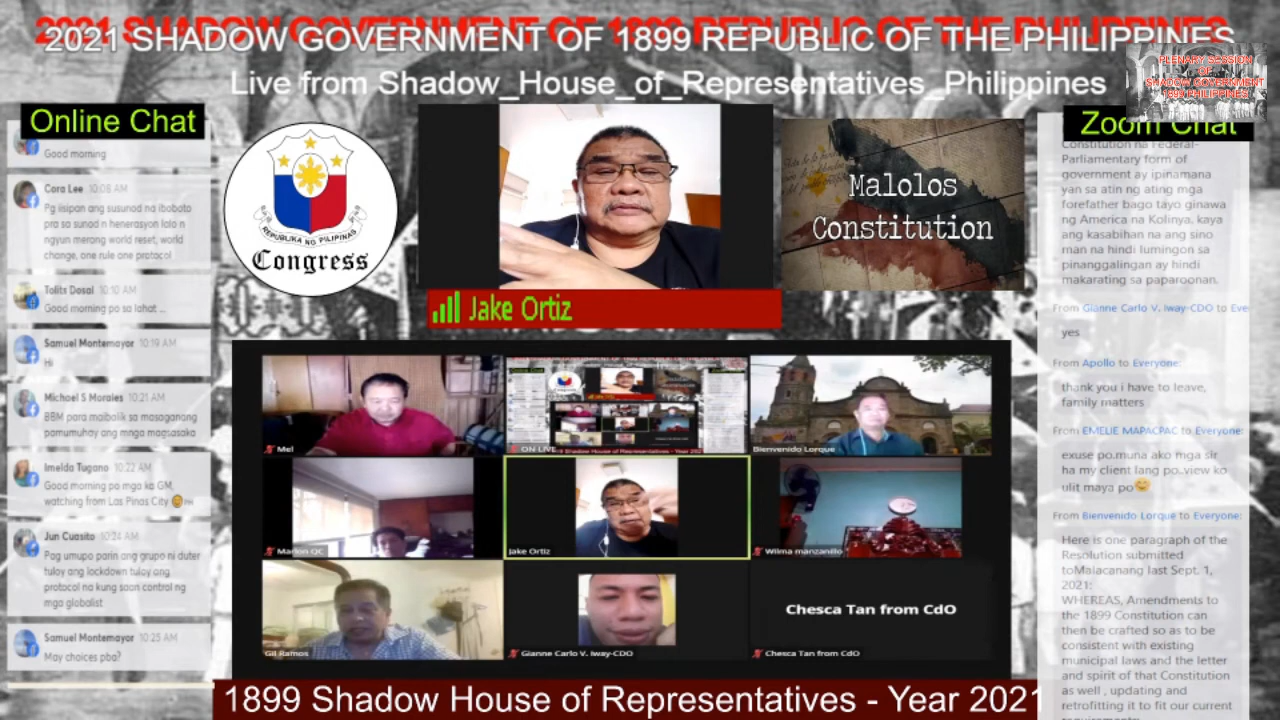 2021 SHADOW GOVERNMENT OF 1899 REPUBLIC OF THE PHILIPPINES
Live from Shadow_House_of_Representatives_Philippines
PLENARY SESSION
OF
SHADOW GOVERNMENT
1899 PHILIPPINES
Online Chat
Good morning
Cora Lee 10:08 AM
Pg iisipan ang susunod na ibobato
pra sa sunod n henerasyon lalo n
ngyun merang world reset, world
change, one rule one protocol
Tolits Dosal 10:10 AM
Good morning po sa lahat ...
Samuel Montemayor 10:19 AM
Hi
Michael S Morales 10:21 AM
BBM para maibalik sa masaganang
pamumuhay ang mnga magsasaka
Imelda Tugano 10:22 AM
Good morning po mga ka GM,
watching from Las Pinas City
Jun Cuasito 10:24 AM
Pag umupo parin ang grupo ni duter
tuloy ang lockdown tuloy ang
protocol na kung saan control ng
mga globalist
Samuel Montemayor 10:25 AM
May choices pba?
REPUBLIKA NG PILIPINAS
Congress
Jake Ortiz
Malolos
Constitution
Mel
ON LIVE
Bienvenido Lorque
Marlon QC
Jake Ortiz
Wilma manzanillo
Gil Ramos
Gianne Carlo V. Iway-CDO
Chesca Tan from CdO
Chesca Tan from CdO
Zoom Chat
Constitution na Federal-
Parliamentary form of
government ay ipinamana
yan sa atin ng ating mga
forefather bago tayo ginawa
ng America na Kolinya, kaya
ang kasabihan na ang sino
man na hindi lumingon sa
pinanggalingan ay hindi
makarating sa paparoonan.
From Gianne Carlo V. Iway-CDO to Eve
yes
From Apollo to Everyone:
thank you i have to leave,
family matters
From EMELIE MAPACPAC to Everyone:
exuse po.muna ako mga sir
ha my client lang po..view ko
ulit maya po
From Bienvenido Lorque to Everyone:
Here is one paragraph of the
Resolution submitted
toMalacanang last Sept. 1,
2021:
WHEREAS, Amendments to
the 1899 Constitution can
then be crafted so as to be
consistent with existing
municipal laws and the letter
and spirit of that Constitution
as well , updating and
retrofitting it to fit our current
1899 Shadow House of Representatives - Year 2021